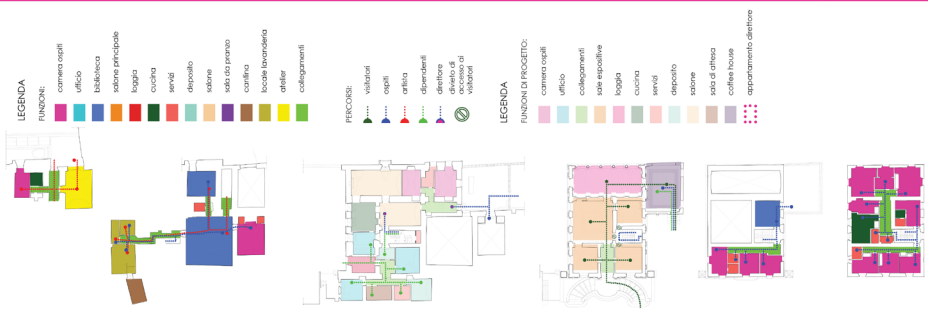 LEGENDA
FUNZIONI:
camera ospiti
ufficio
biblioteca
salone principale
loggia
cucina
servizi
deposito
salone
sala da pranzo
cantina
locale lavanderia
atelier
collegamenti
PERCORSI:
visitatori
ospiti
artista
dipendenti
direttore
divieto di
accesso ai
visitatori
LEGENDA
FUNZIONI DI PROGETTO:
camera ospiti
ufficio
collegamenti
sale espositive
loggia
cucina
servizi
deposito
salone
sala di attesa
coffee house
appartamento direttore